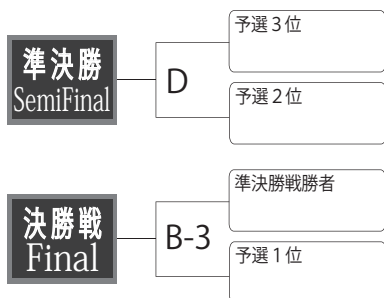 準決勝
SemiFinal
D
予選3位
予選2位
決勝戦
Final
B-3
準決勝戦勝者
予選1位